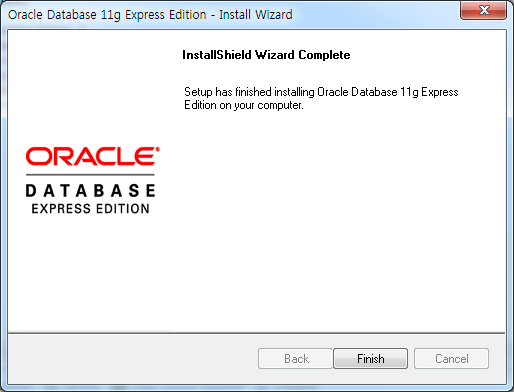 Oracle Database 11g Express Edition - Install Wizard
InstallShield Wizard Complete
Setup has finished installing Oracle Database 11g Express
Edition on your computer.
ORACLE®
DATABASE
EXPRESS EDITION
Back
Finish
Cancel